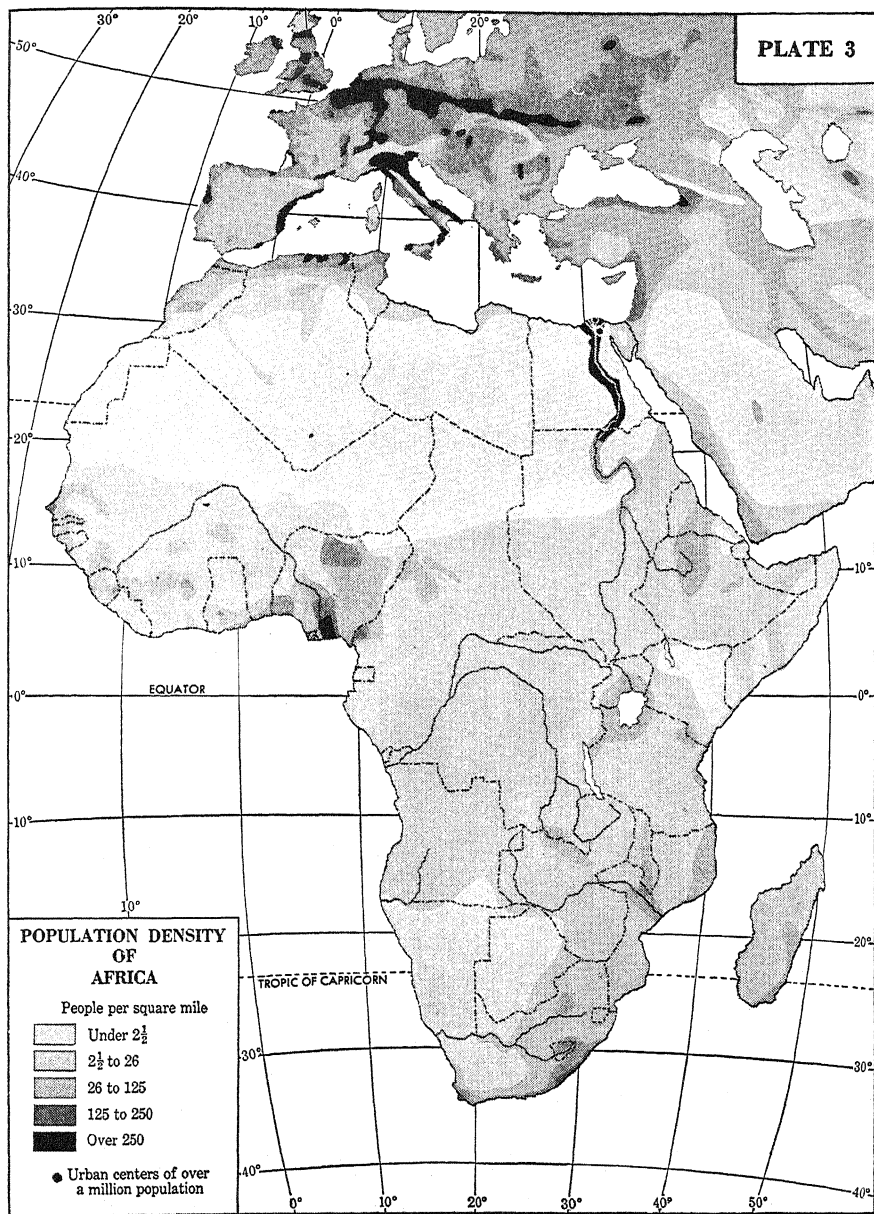 30° 20° 10° 0° 20°
PLATE 3
50°
40°
30°
20°
10° 10°
EQUATOR
0° 0°
10° 10°
10°
POPULATION DENSITY
OF
AFRICA
People per square mile
Under 2½
2½ to 26
26 to 125
125 to 250
Over 250
Urban centers of over
a million population
20°
TROPIC OF CAPRICORN
30° 30°
40° 40°
0° 10° 20° 30° 40° 50°